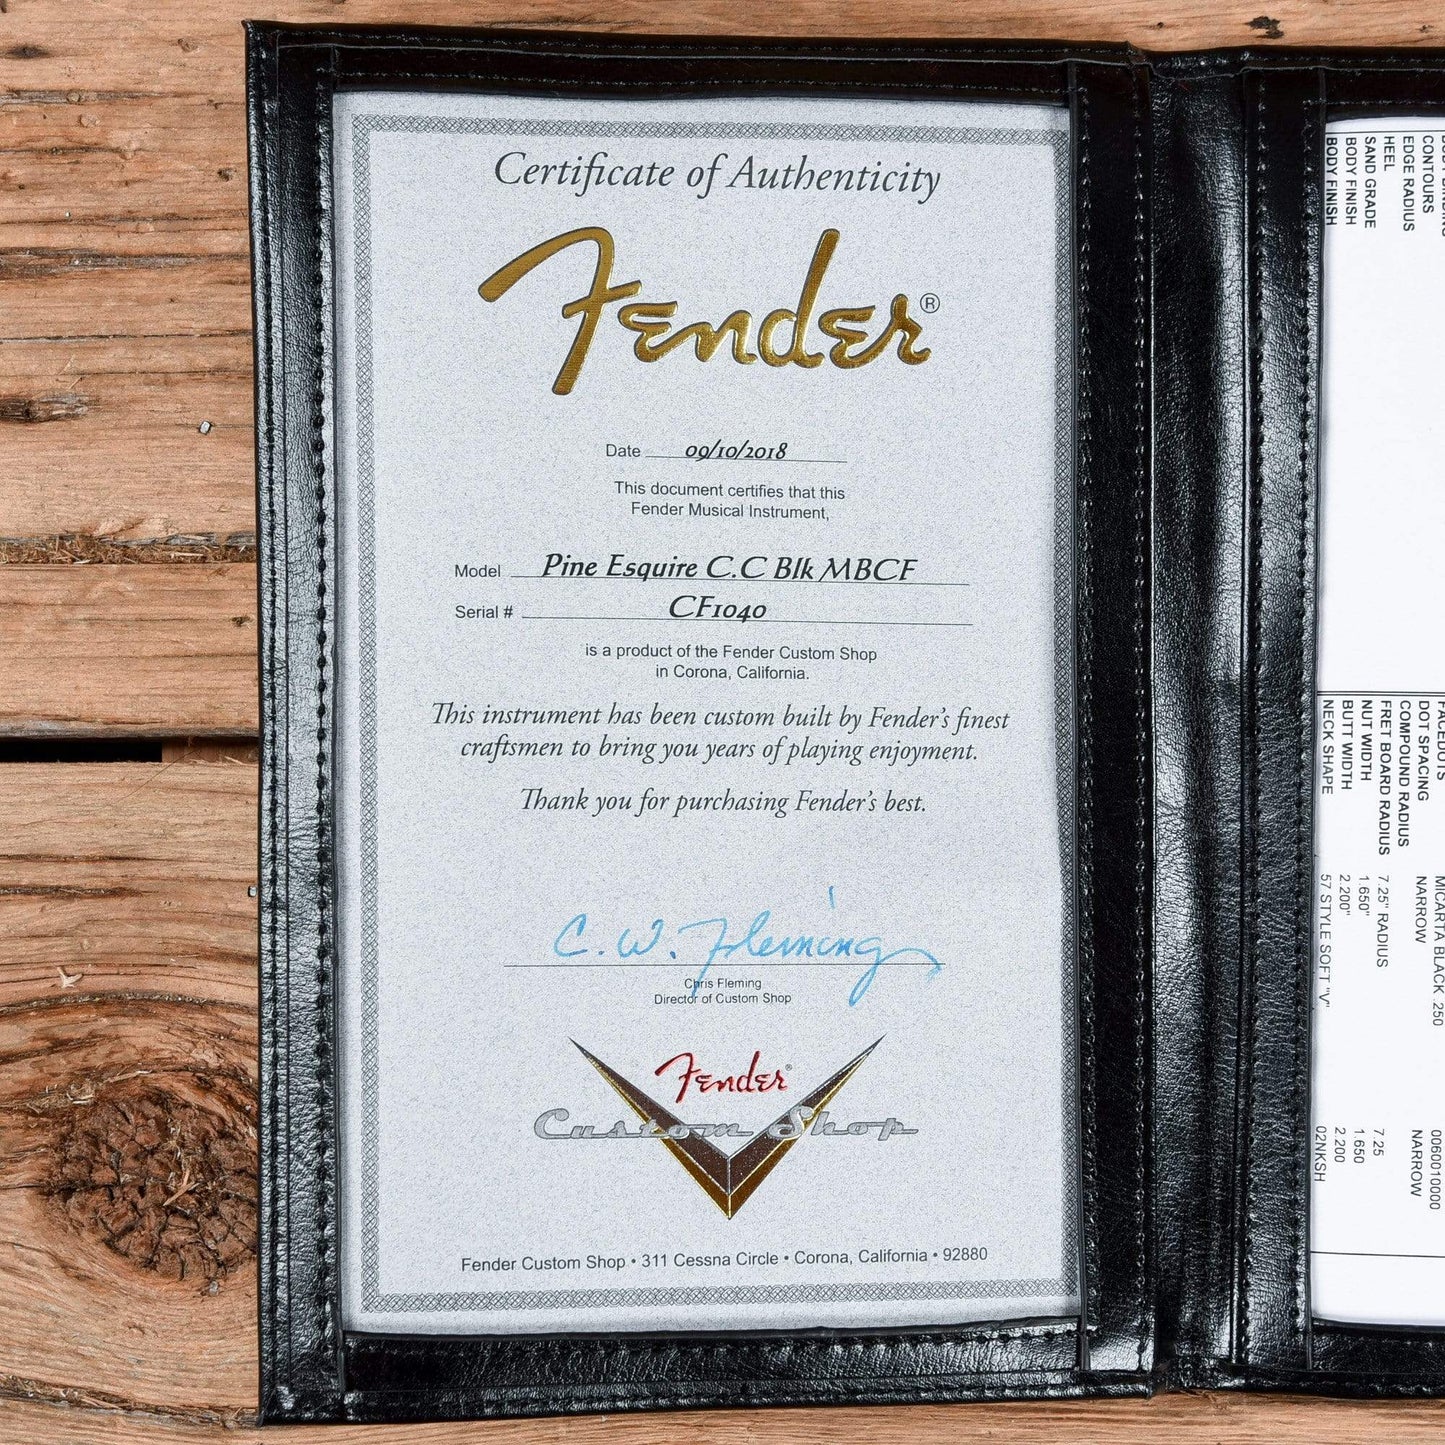 Certificate of Authenticity
Fender®
Date 09/10/2018
This document certifies that this
Fender Musical Instrument,
Model Pine Esquire C.C Blk MBCF
Serial # CF1040
is a product of the Fender Custom Shop
in Corona, California.
This instrument has been custom built by Fender's finest
craftsmen to bring you years of playing enjoyment.
Thank you for purchasing Fender's best.
C. W. Fleming
Chris Fleming
Director of Custom Shop
Fender®
Custom Shop
Fender Custom Shop • 311 Cessna Circle • Corona, California • 92880
CONTOURS
EDGE RADIUS
HEEL
SAND GRADE
BODY FINISH
BODY FINISH
FACEDOTS MICARTA BLACK .250 0060010000
DOT SPACING NARROW NARROW
COMPOUND RADIUS
FRET BOARD RADIUS 7.25" RADIUS 7.25
NUT WIDTH 1.650" 1.650
BUTT WIDTH 2.200" 2.200
NECK SHAPE 57 STYLE SOFT "V" 02NKSH